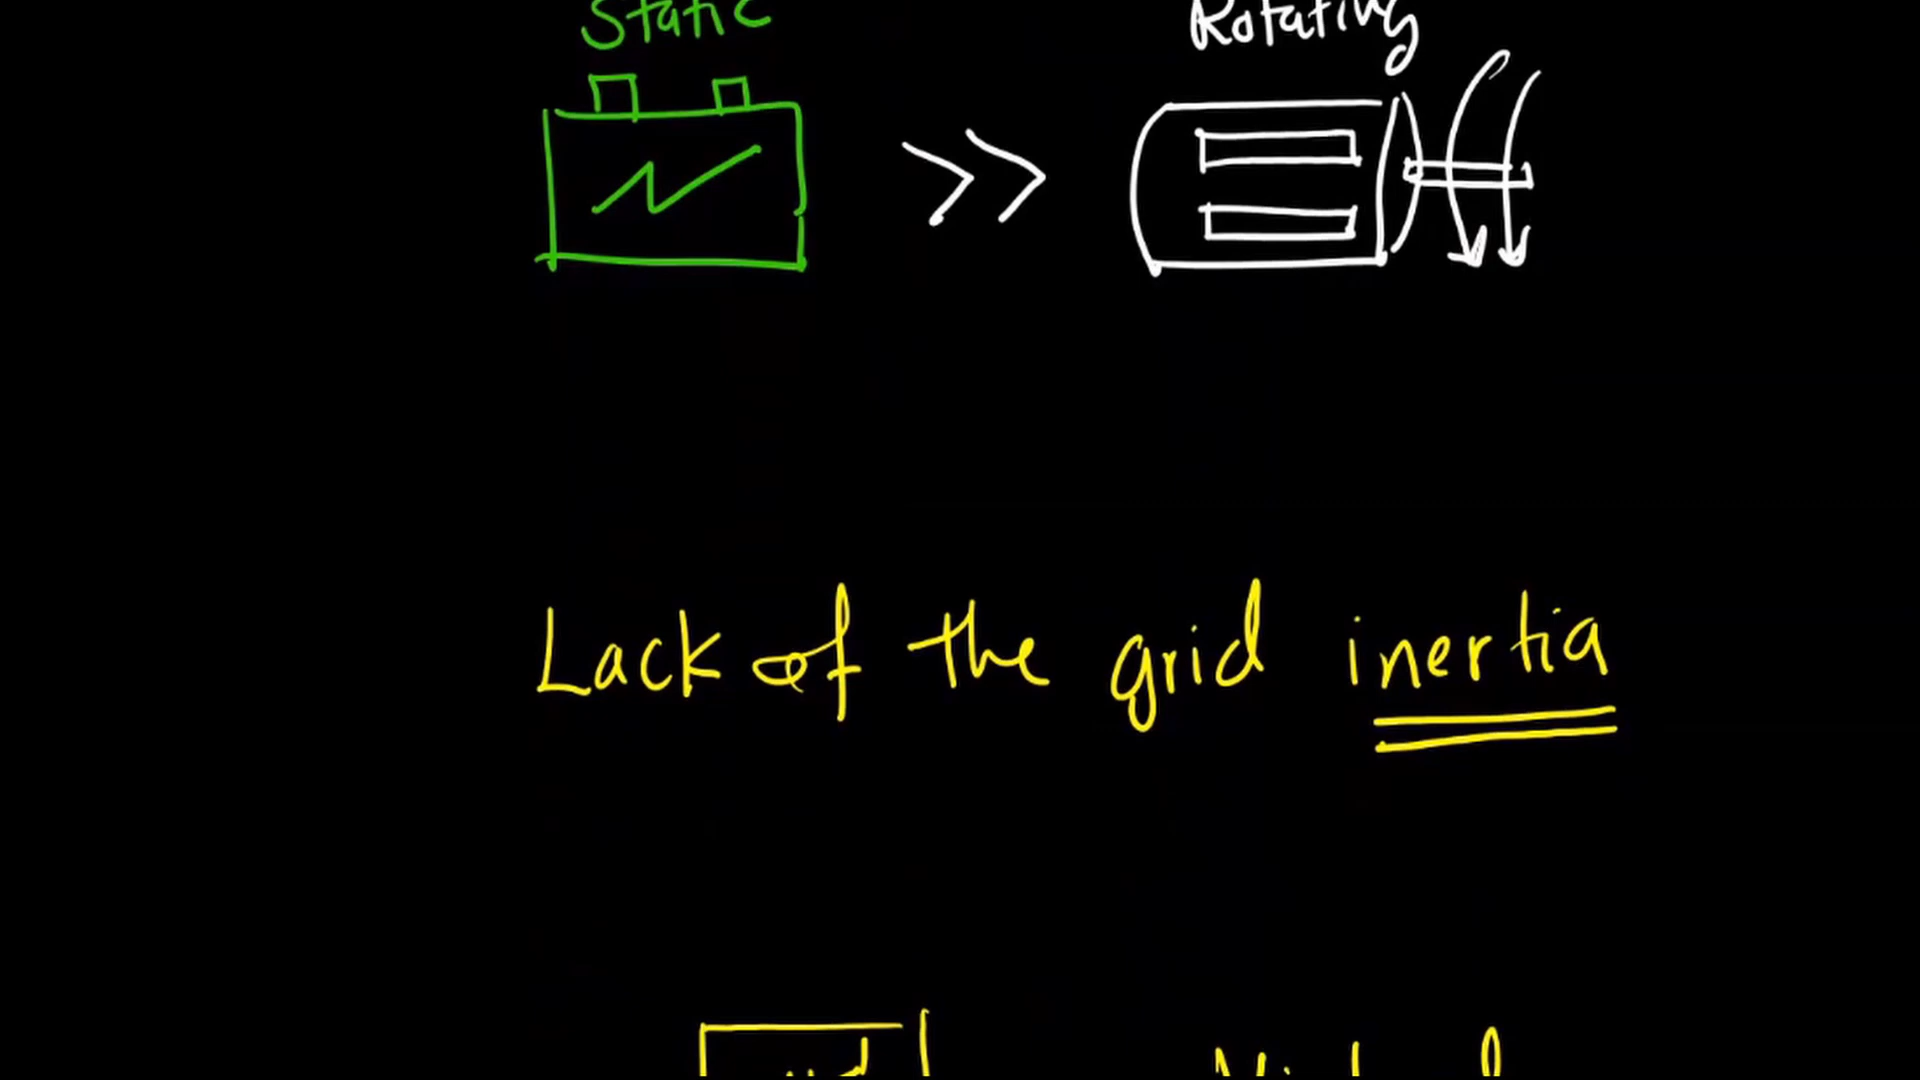 Static Rotating
>>
Lack of the grid inertia